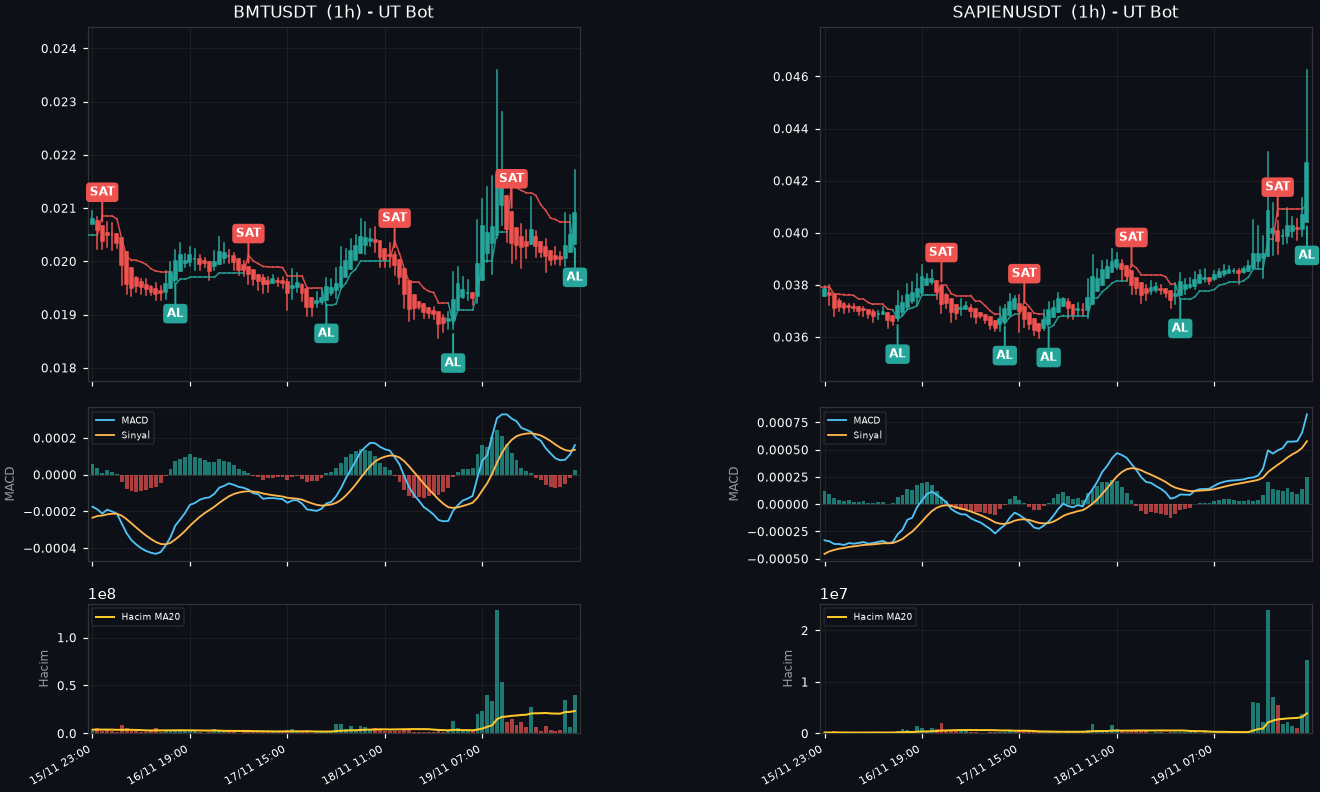 BMTUSDT  (1h) - UT Bot
0.024
0.023
0.022
0.021
0.020
0.019
0.018
SAT
AL
SAT
AL
SAT
AL
SAT
AL
MACD
0.0002
0.0000
−0.0002
−0.0004
MACD
Sinyal
1e8
Hacim
1.0
0.5
0.0
Hacim MA20
15/11 23:00
16/11 19:00
17/11 15:00
18/11 11:00
19/11 07:00
SAPIENUSDT  (1h) - UT Bot
0.046
0.044
0.042
0.040
0.038
0.036
AL
SAT
AL
SAT
AL
SAT
AL
SAT
AL
MACD
0.00075
0.00050
0.00025
0.00000
−0.00025
−0.00050
MACD
Sinyal
1e7
Hacim
2
1
0
Hacim MA20
15/11 23:00
16/11 19:00
17/11 15:00
18/11 11:00
19/11 07:00